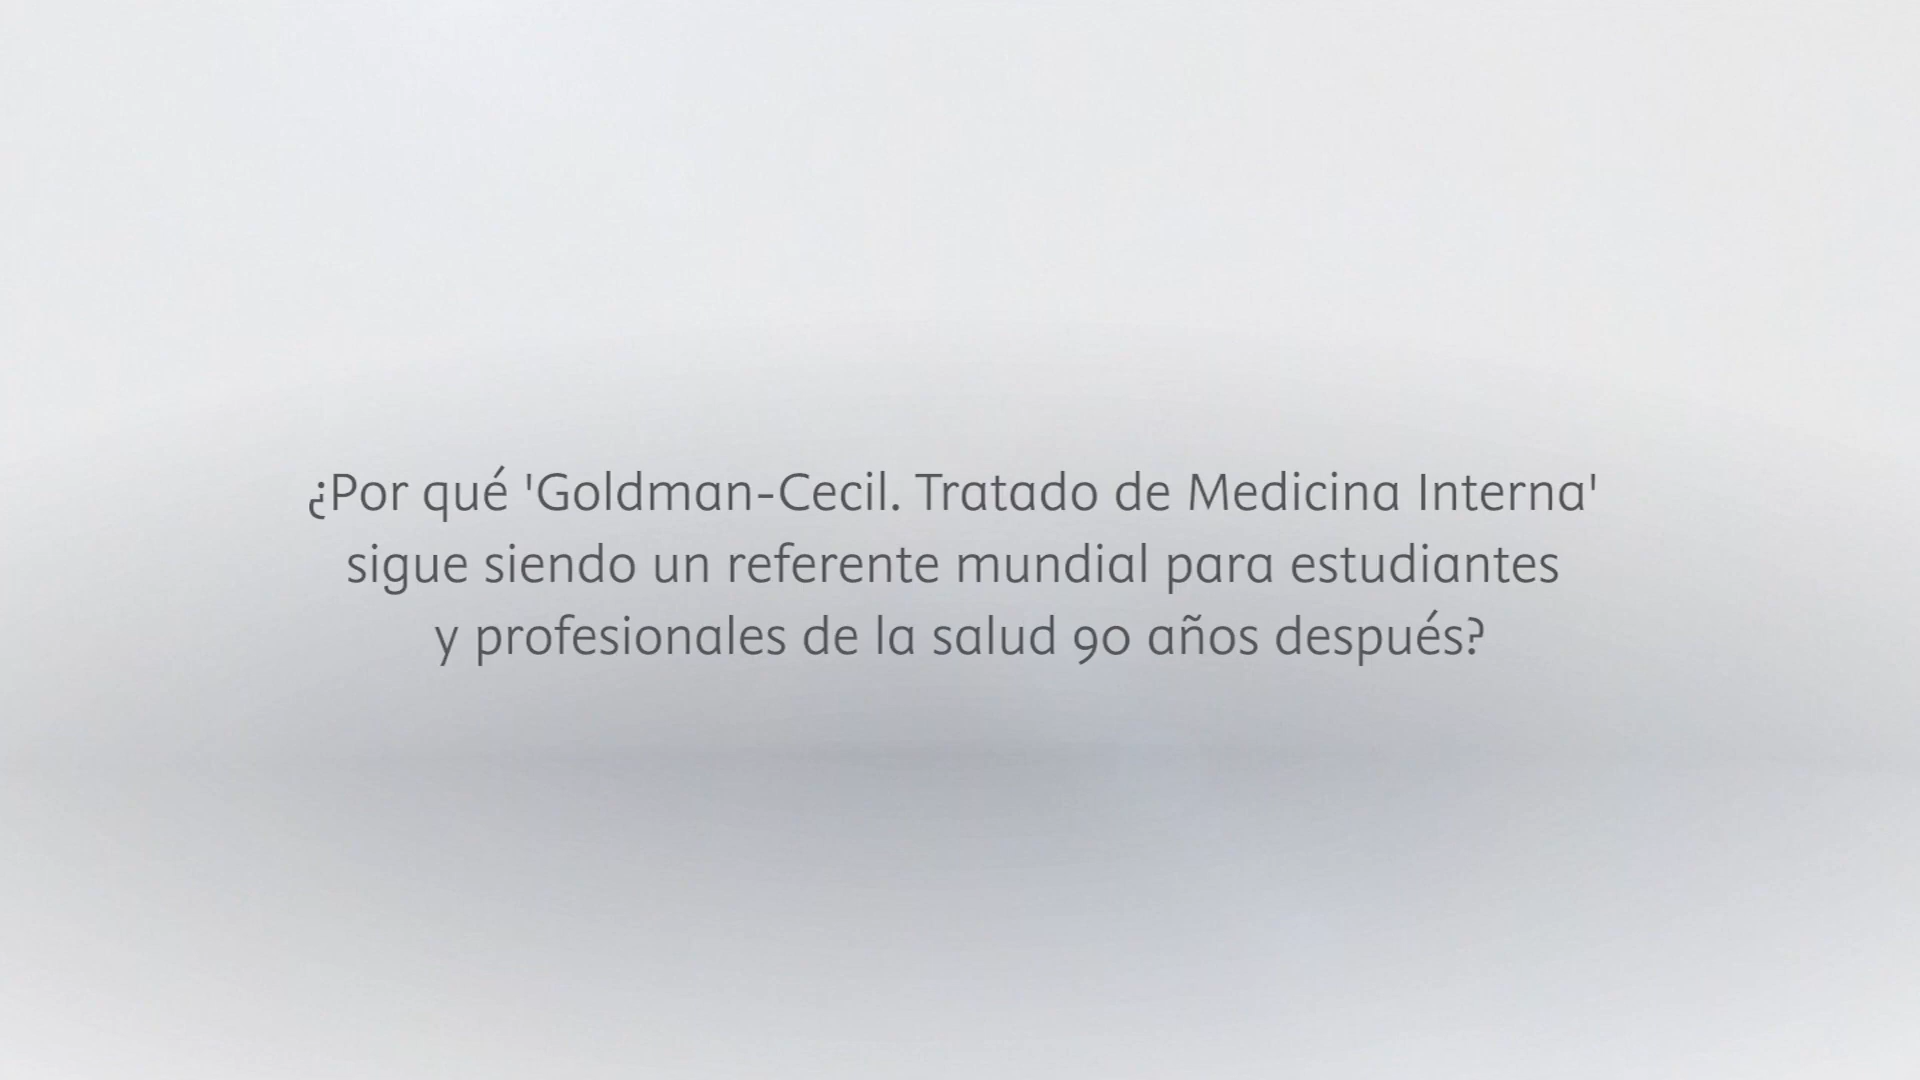 ¿Por qué 'Goldman-Cecil. Tratado de Medicina Interna'
sigue siendo un referente mundial para estudiantes
y profesionales de la salud 90 años después?